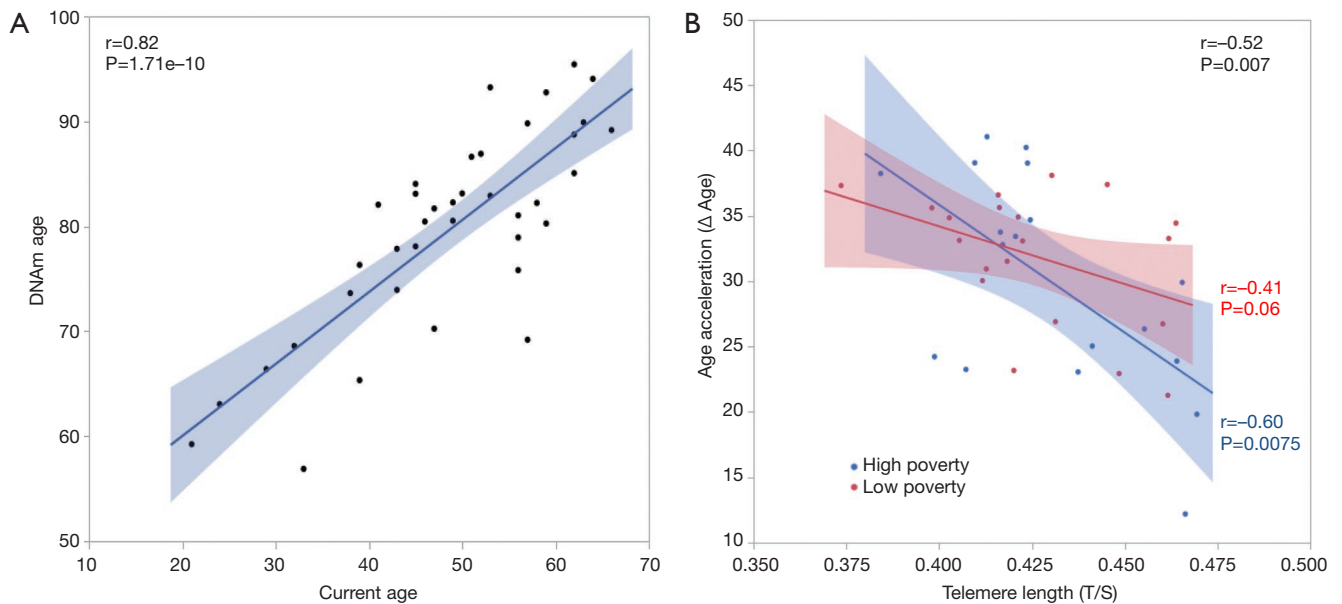 A
r=0.82
P=1.71e–10
100
90
80
70
60
50
DNAm age
10
20
30
40
50
60
70
Current age
B
r=–0.52
P=0.007
50
45
40
35
30
25
20
15
10
Age acceleration (Δ Age)
r=–0.41
P=0.06
r=–0.60
P=0.0075
High poverty
Low poverty
0.350
0.375
0.400
0.425
0.450
0.475
0.500
Telemere length (T/S)